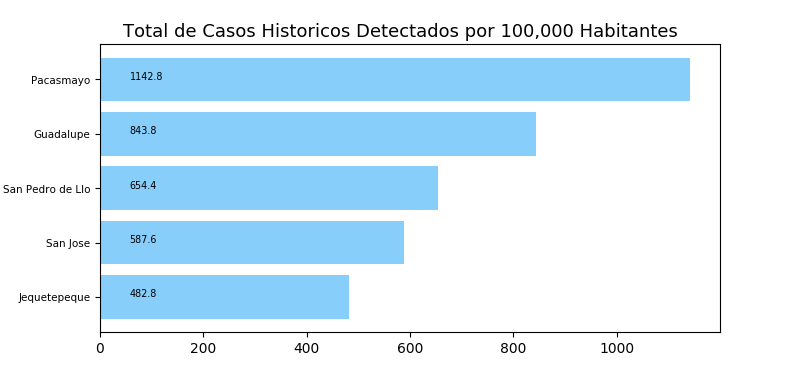 Total de Casos Historicos Detectados por 100,000 Habitantes
Pacasmayo 1142.8
Guadalupe 843.8
San Pedro de Llo 654.4
San Jose 587.6
Jequetepeque 482.8
0 200 400 600 800 1000